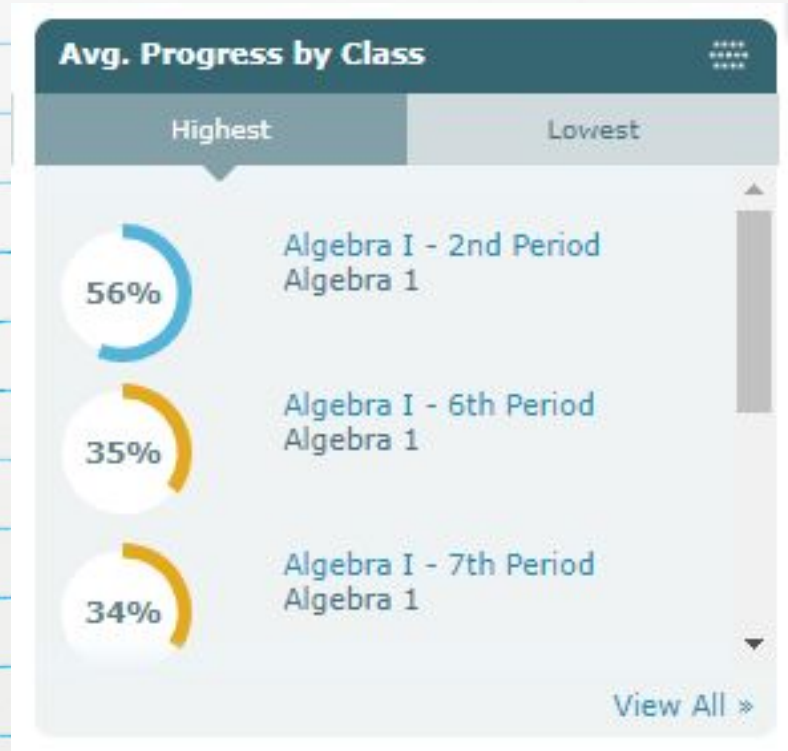 Avg. Progress by Class
Highest
Lowest
56%
Algebra I - 2nd Period
Algebra 1
35%
Algebra I - 6th Period
Algebra 1
34%
Algebra I - 7th Period
Algebra 1
View All »